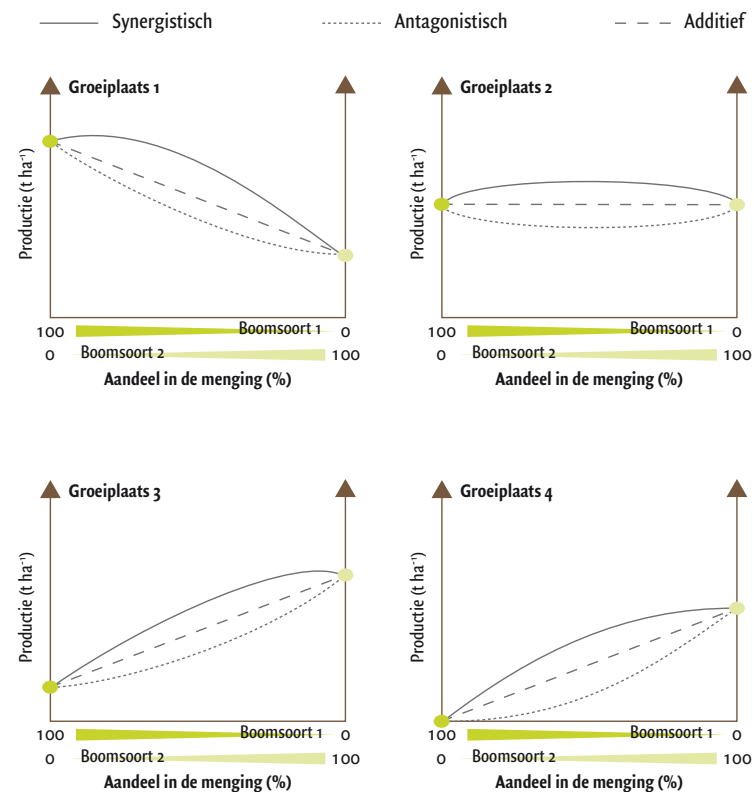 Synergistisch Antagonistisch Additief
Groeiplaats 1
Productie (t ha⁻¹)
100 Boomsoort 1 0
0 Boomsoort 2 100
Aandeel in de menging (%)
Groeiplaats 2
Productie (t ha⁻¹)
100 Boomsoort 1 0
0 Boomsoort 2 100
Aandeel in de menging (%)
Groeiplaats 3
Productie (t ha⁻¹)
100 Boomsoort 1 0
0 Boomsoort 2 100
Aandeel in de menging (%)
Groeiplaats 4
Productie (t ha⁻¹)
100 Boomsoort 1 0
0 Boomsoort 2 100
Aandeel in de menging (%)